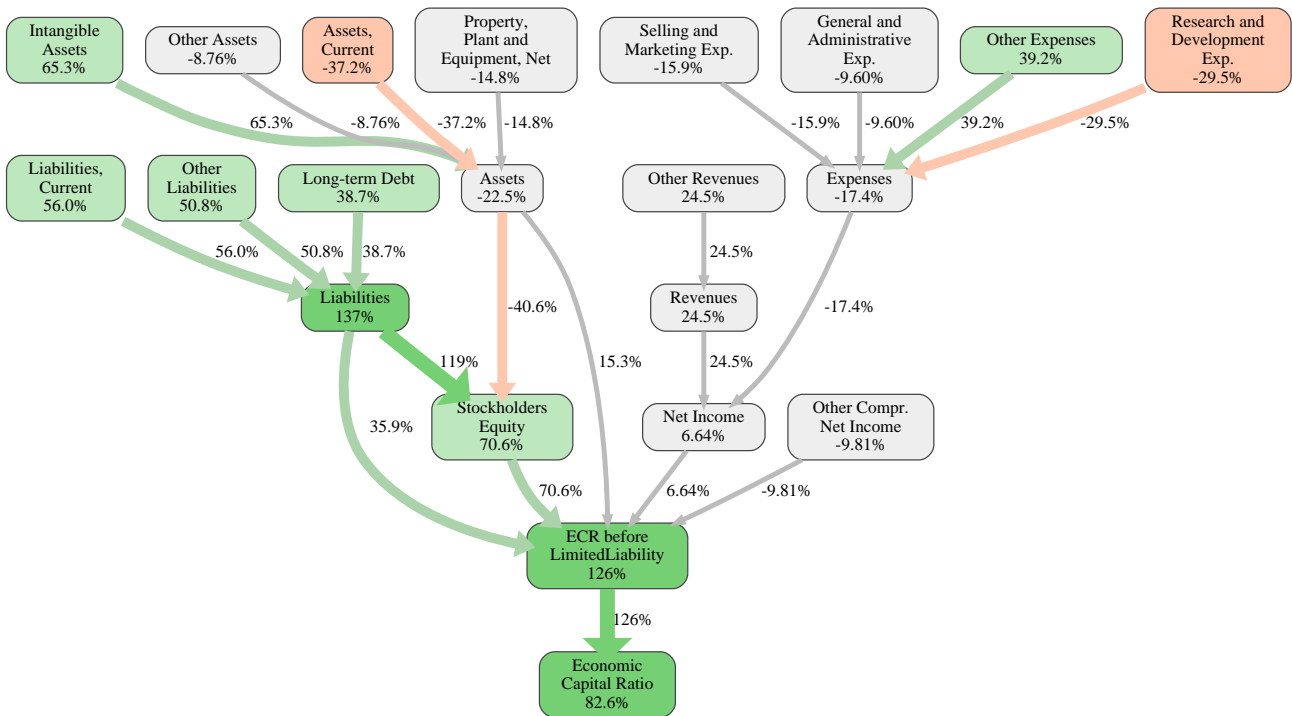 Intangible
Assets
65.3%
Other Assets
-8.76%
Assets,
Current
-37.2%
Property,
Plant and
Equipment, Net
-14.8%
Selling and
Marketing Exp.
-15.9%
General and
Administrative
Exp.
-9.60%
Other Expenses
39.2%
Research and
Development
Exp.
-29.5%
65.3%
-8.76%
-37.2%
-14.8%
-15.9%
-9.60%
39.2%
-29.5%
Liabilities,
Current
56.0%
Other
Liabilities
50.8%
Long-term Debt
38.7%
Assets
-22.5%
Other Revenues
24.5%
Expenses
-17.4%
56.0%
50.8%
38.7%
24.5%
Liabilities
137%
-40.6%
Revenues
24.5%
-17.4%
119%
15.3%
24.5%
35.9%
Stockholders
Equity
70.6%
Net Income
6.64%
Other Compr.
Net Income
-9.81%
70.6%
6.64%
-9.81%
ECR before
LimitedLiability
126%
126%
Economic
Capital Ratio
82.6%